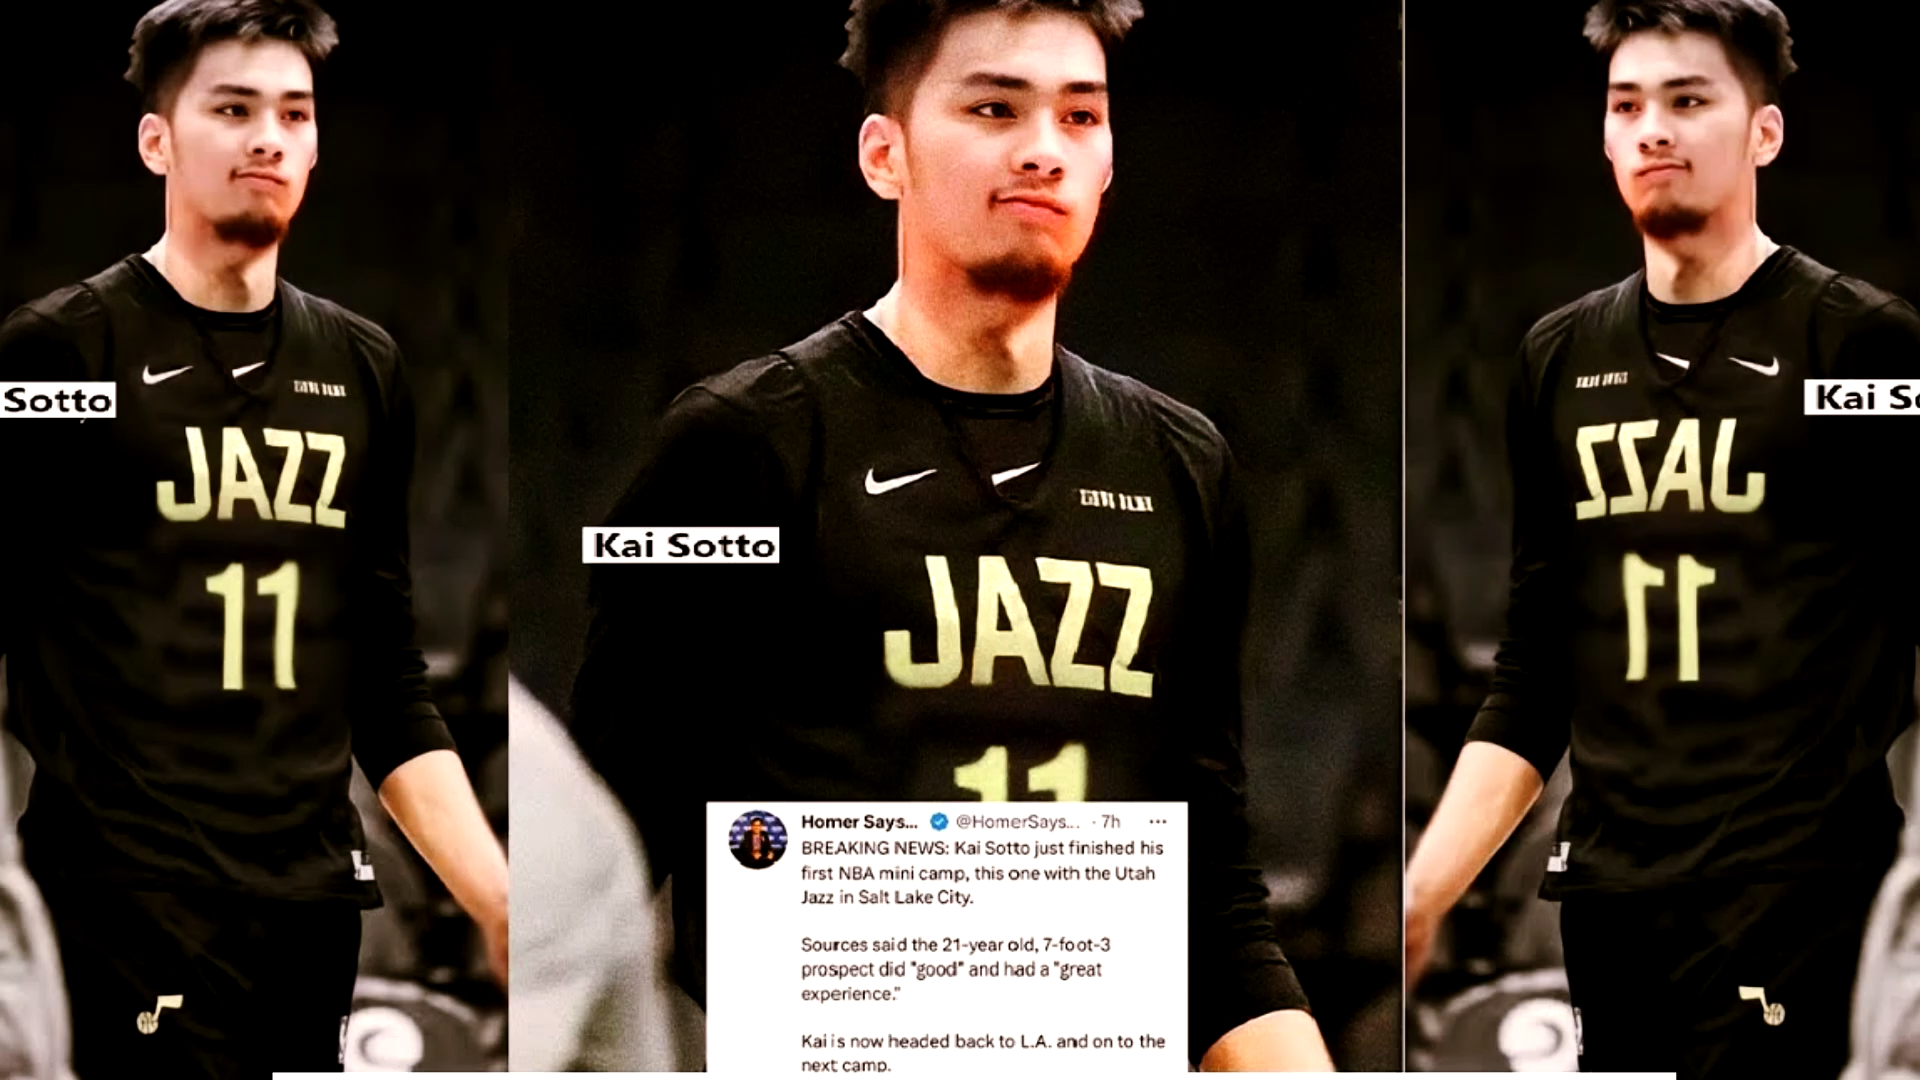 Sotto
JAZZ
11
Kai Sotto
JAZZ
11
Kai So
JAZZ
11
Homer Says... @HomerSays... · 7h ...
BREAKING NEWS: Kai Sotto just finished his
first NBA mini camp, this one with the Utah
Jazz in Salt Lake City.
Sources said the 21-year old, 7-foot-3
prospect did "good" and had a "great
experience."
Kai is now headed back to L.A. and on to the
next camp.